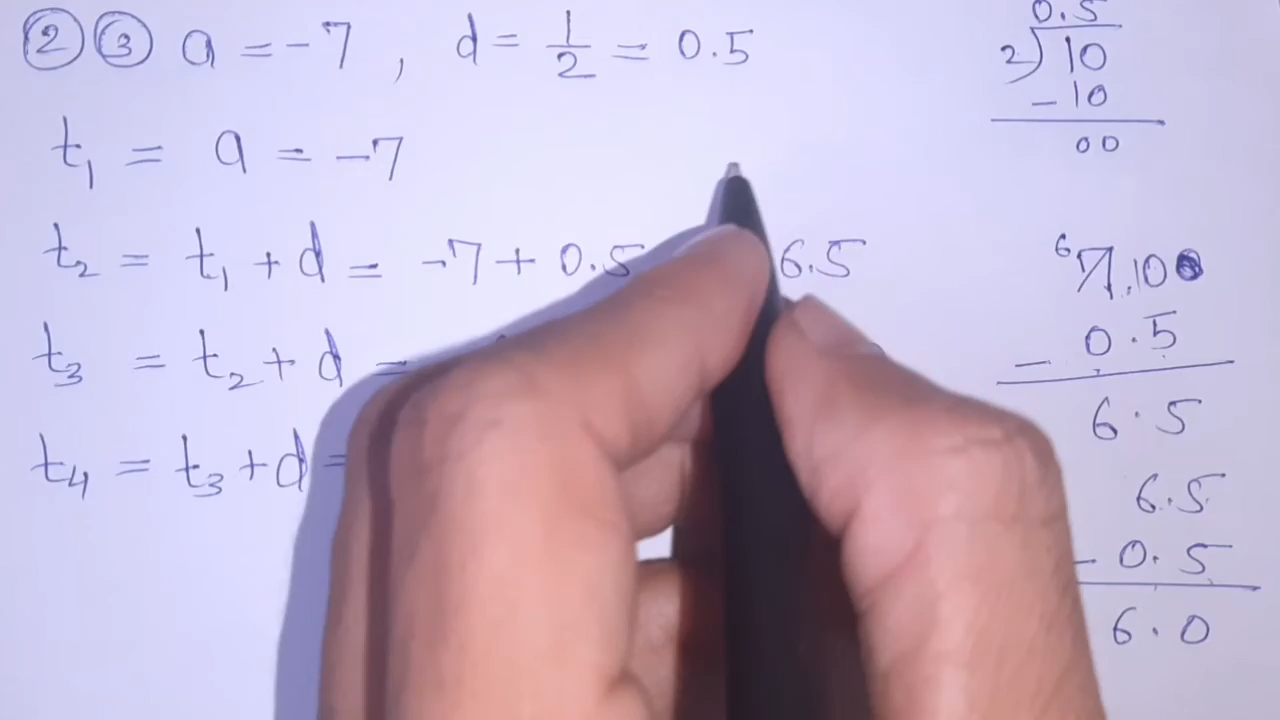 ② ③ a = -7 , d = 1/2 = 0.5
t₁ = a = -7
t₂ = t₁ + d = -7 + 0.5 6.5
t₃ = t₂ + d =
t₄ = t₃ + d =
0.5
2) 10
- 10
00
6 7.10
- 0.5
6.5
6.5
- 0.5
6.0